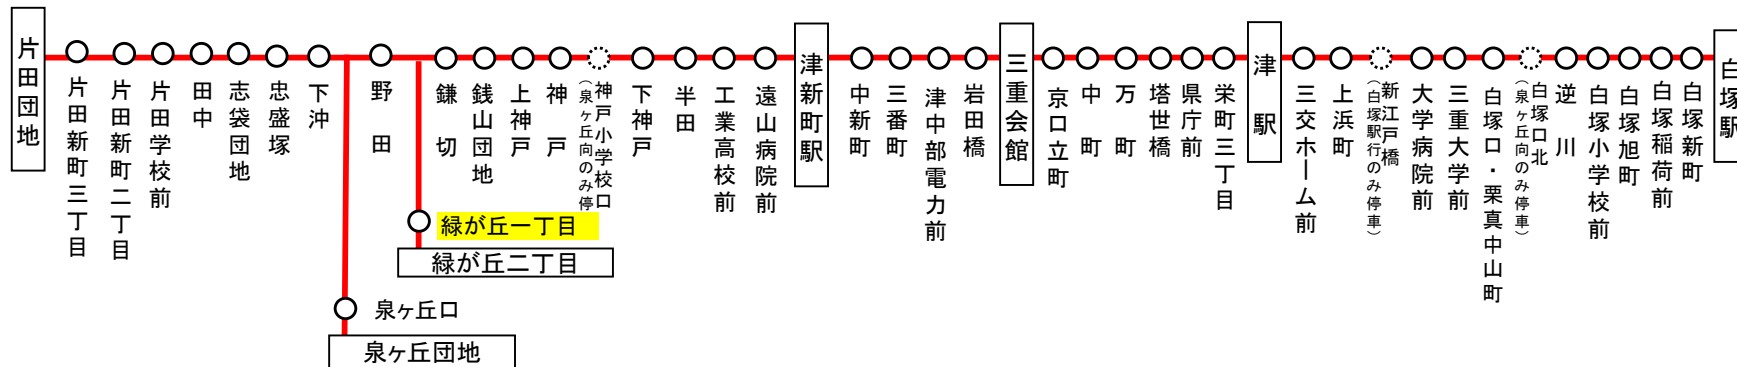 片田団地
片田新町三丁目
片田新町二丁目
片田学校前
田中
志袋団地
忠盛塚
下沖
野田
鎌切
銭山団地
上神戸
神戸
神戸小学校口
（泉ヶ丘向のみ停車）
下神戸
半田
工業高校前
遠山病院前
津新町駅
中新町
三番町
津中部電力前
岩田橋
三重会館
京口立町
中町
万町
塔世橋
県庁前
栄町三丁目
津駅
三交ホーム前
上浜町
新江戸橋
（白塚駅行のみ停車）
大学病院前
三重大学前
白塚口・栗真中山町
白塚口北
（泉ヶ丘向のみ停車）
逆川
白塚小学校前
白塚旭町
白塚稲荷前
白塚新町
白塚駅
緑が丘一丁目
緑が丘二丁目
泉ヶ丘口
泉ヶ丘団地